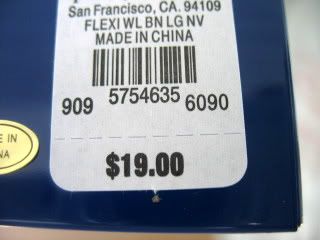 San Francisco, CA. 94109
FLEXI WL BN LG NV
MADE IN CHINA
909 5754635 6090
$19.00